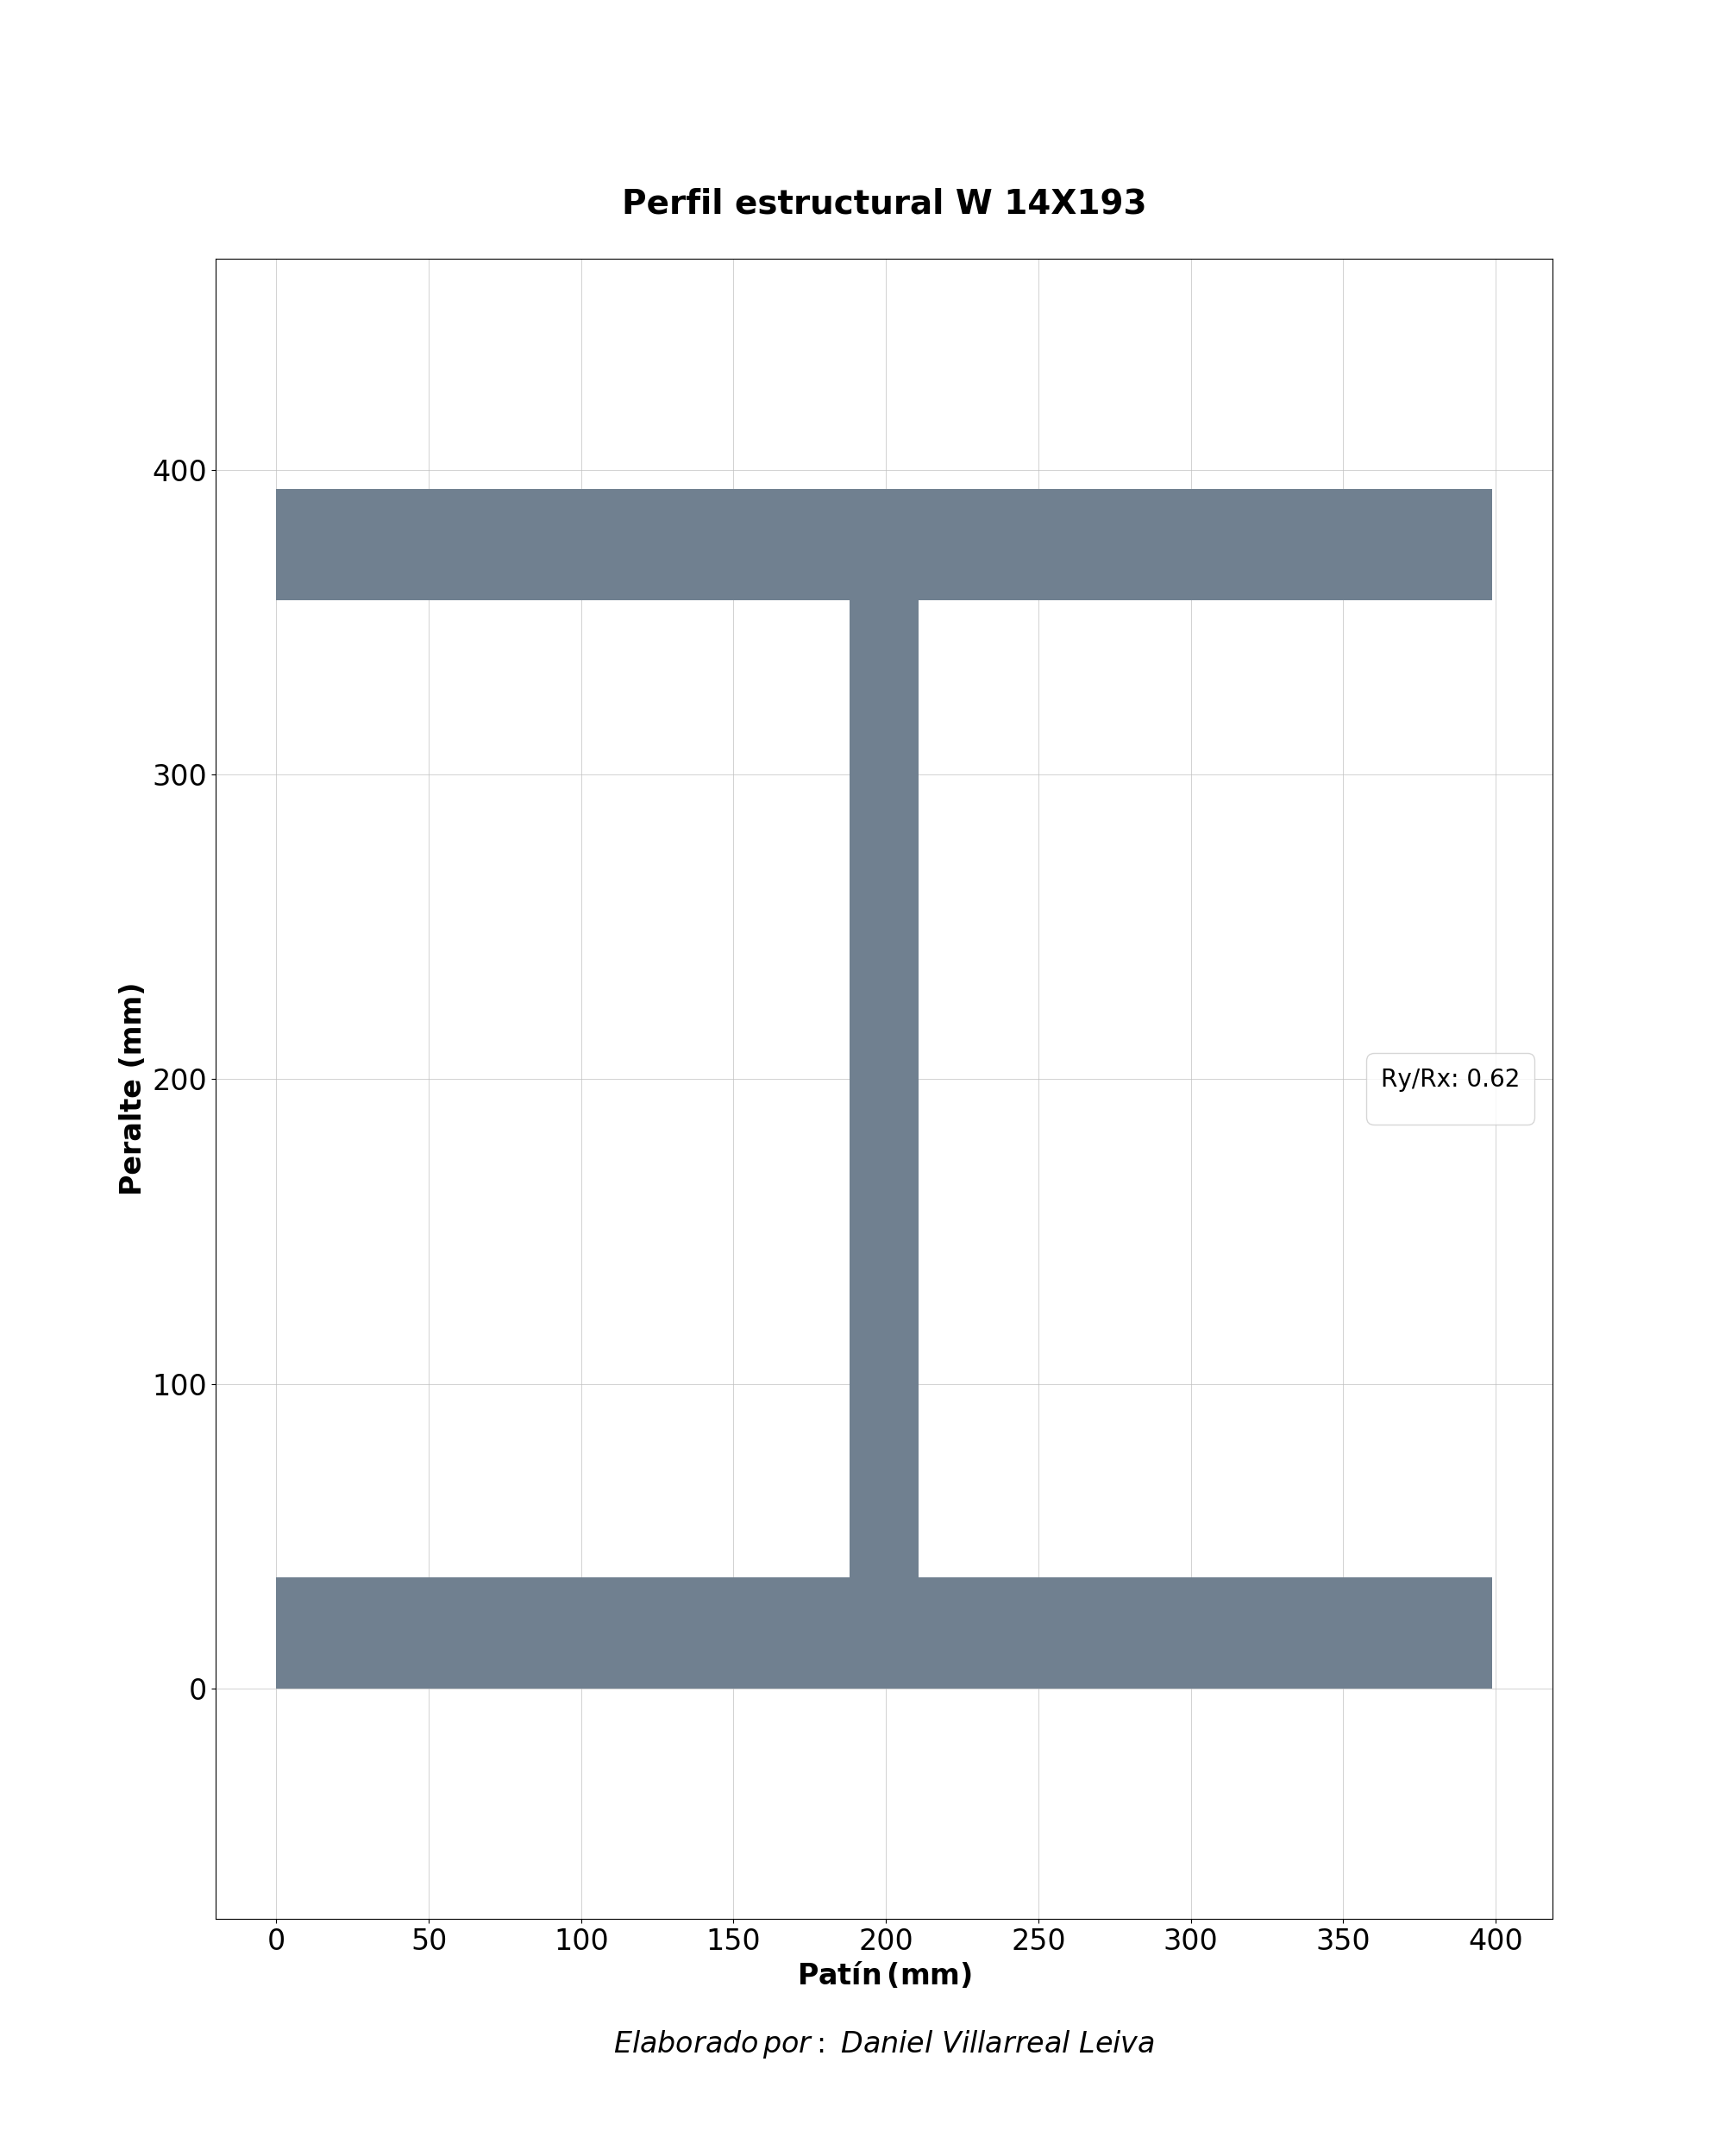 Perfil estructural W 14X193
Peralte (mm)
400
300
200
100
0
Ry/Rx: 0.62
0 50 100 150 200 250 300 350 400
Patín (mm)
Elaborado por: Daniel Villarreal Leiva